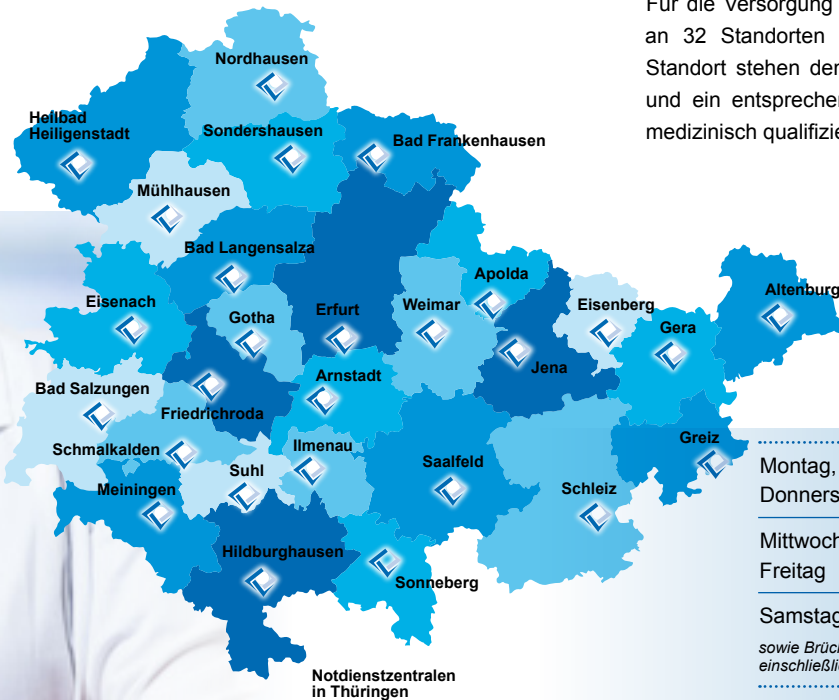 Für die Versorgung
an 32 Standorten
Standort stehen der
und ein entsprechen
medizinisch qualifizie
Nordhausen
Heilbad
Heiligenstadt
Sondershausen
Bad Frankenhausen
Mühlhausen
Bad Langensalza
Apolda
Eisenach
Gotha
Erfurt
Weimar
Eisenberg
Altenburg
Gera
Jena
Arnstadt
Bad Salzungen
Friedrichroda
Schmalkalden
Ilmenau
Suhl
Saalfeld
Greiz
Meiningen
Schleiz
Hildburghausen
Sonneberg
Notdienstzentralen
in Thüringen
Montag,
Donners
Mittwoch
Freitag
Samstag
sowie Brück
einschließlic